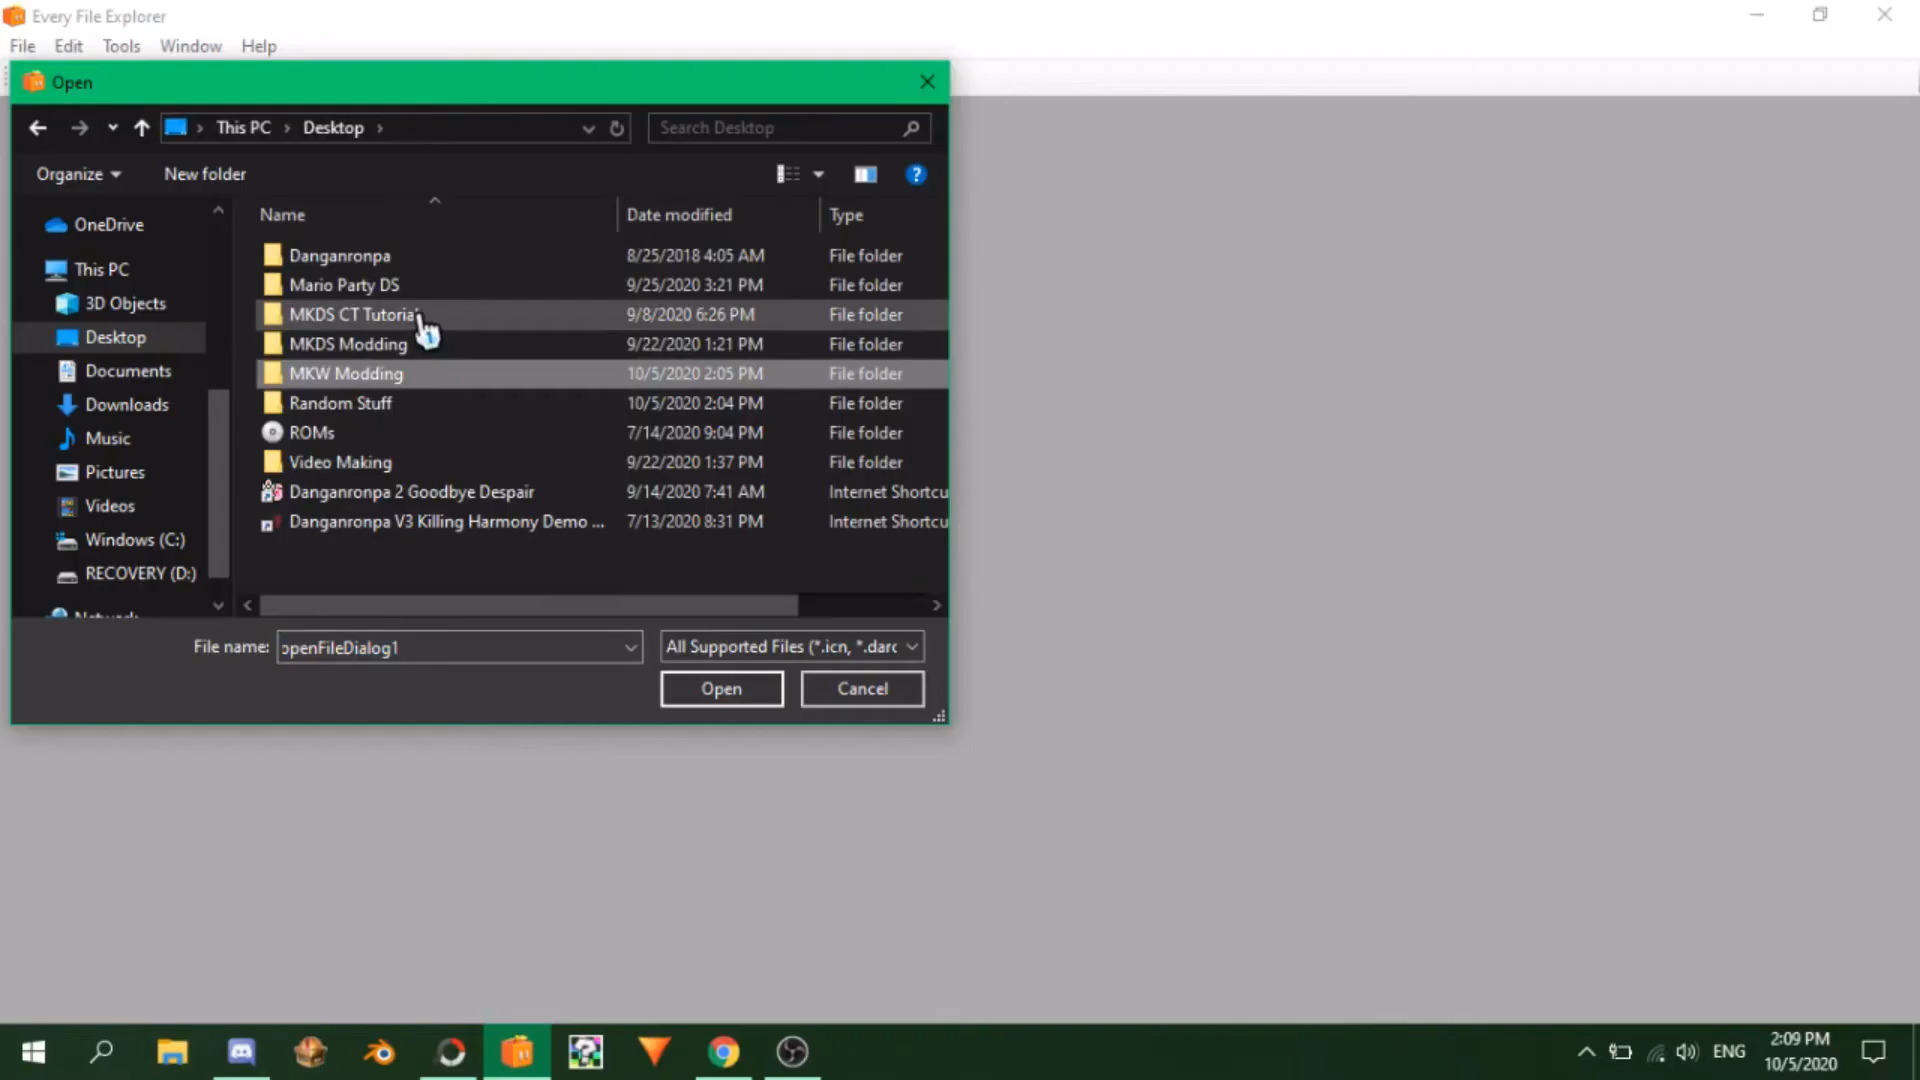 Every File Explorer
File Edit Tools Window Help
Open
This PC Desktop
Search Desktop
Organize New folder
Name Date modified Type
OneDrive
This PC
3D Objects
Desktop
Documents
Downloads
Music
Pictures
Videos
Windows (C:)
RECOVERY (D:)
Danganronpa 8/25/2018 4:05 AM File folder
Mario Party DS 9/25/2020 3:21 PM File folder
MKDS CT Tutorial 9/8/2020 6:26 PM File folder
MKDS Modding 9/22/2020 1:21 PM File folder
MKW Modding 10/5/2020 2:05 PM File folder
Random Stuff 10/5/2020 2:04 PM File folder
ROMs 7/14/2020 9:04 PM File folder
Video Making 9/22/2020 1:37 PM File folder
Danganronpa 2 Goodbye Despair 9/14/2020 7:41 AM Internet Shortcu
Danganronpa V3 Killing Harmony Demo ... 7/13/2020 8:31 PM Internet Shortcu
File name: openFileDialog1 All Supported Files (*.icn, *.darc
Open Cancel
ENG
2:09 PM
10/5/2020